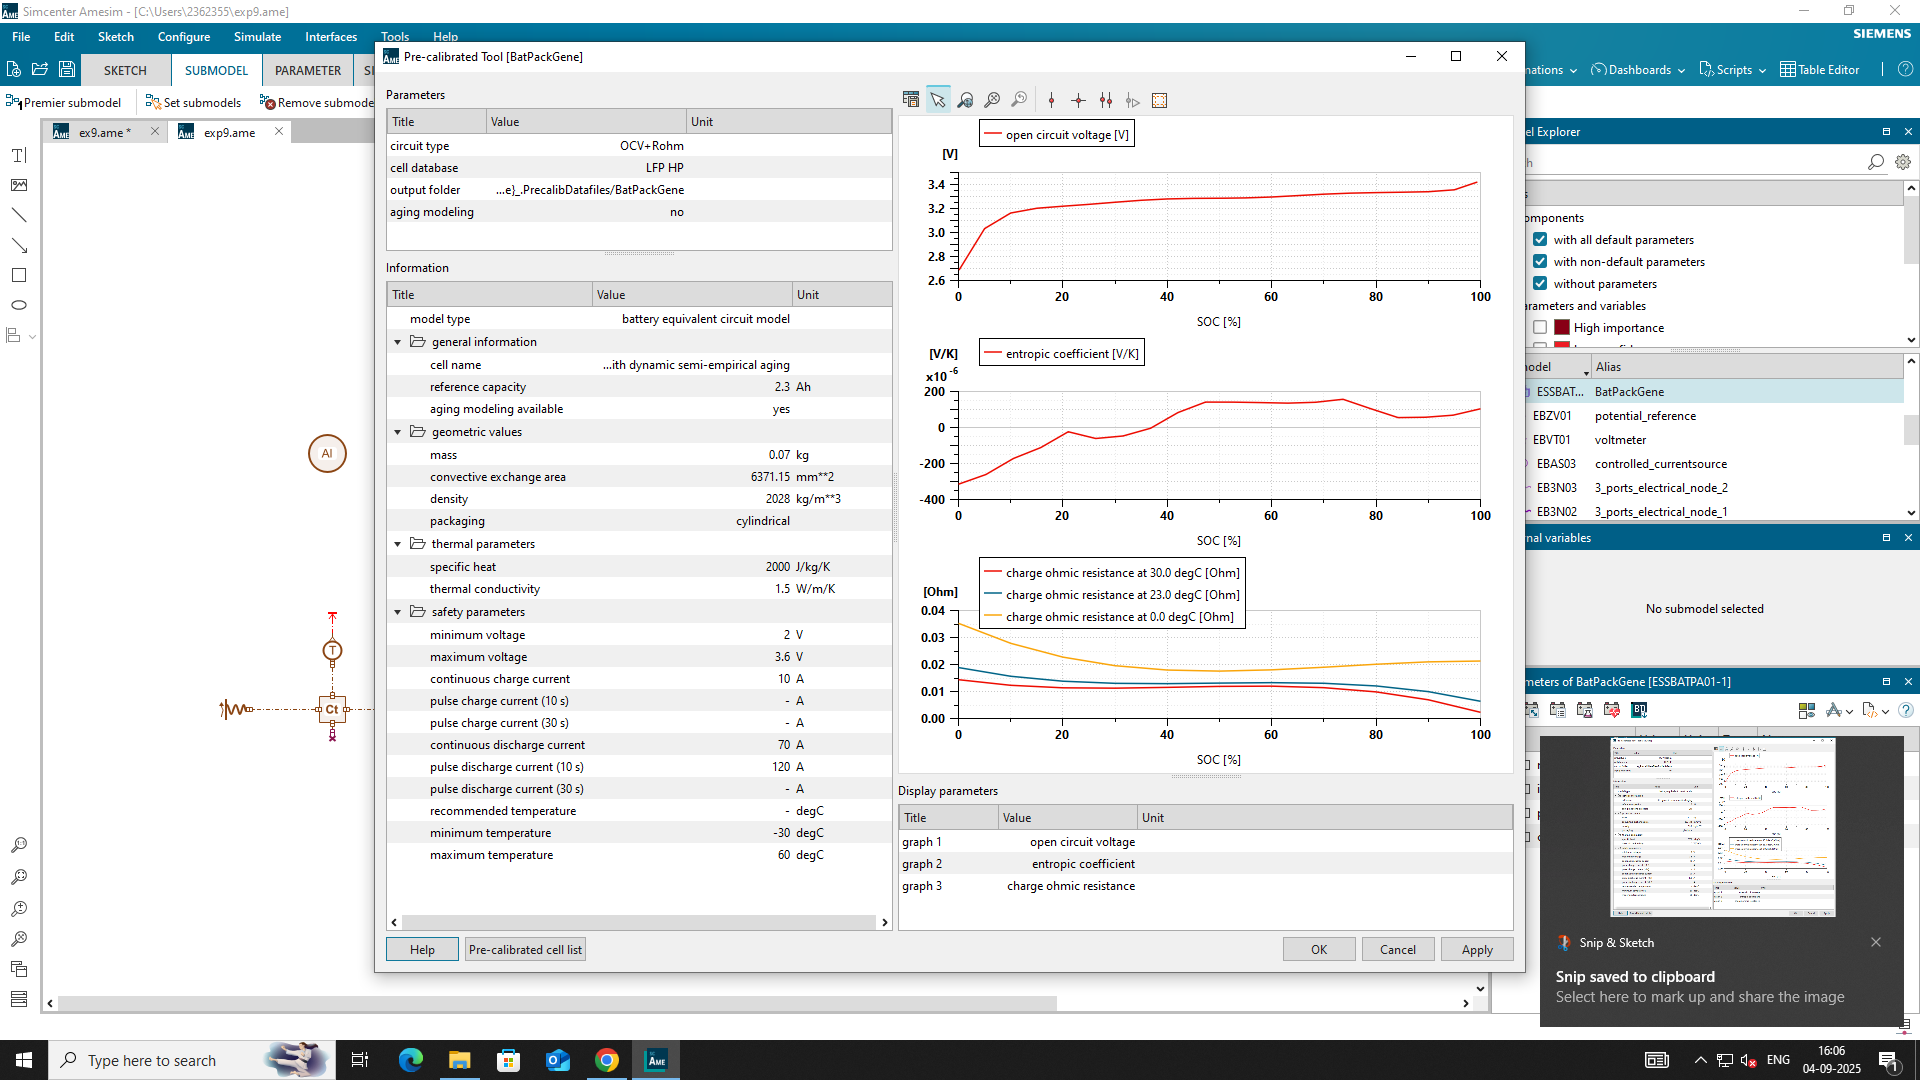 Simcenter Amesim - [C:\Users\2362355\exp9.ame]
File Edit Sketch Configure Simulate Interfaces Tools Help
SIEMENS
SKETCH SUBMODEL PARAMETER
Dashboards Scripts Table Editor
Premier submodel Set submodels Remove submode
ex9.ame * exp9.ame
Pre-calibrated Tool [BatPackGene]
Parameters
Title Value Unit
circuit type OCV+Rohm
cell database LFP HP
output folder ...e}_.PrecalibDatafiles/BatPackGene
aging modeling no
Information
Title Value Unit
model type battery equivalent circuit model
general information
cell name ...ith dynamic semi-empirical aging
reference capacity 2.3 Ah
aging modeling available yes
geometric values
mass 0.07 kg
convective exchange area 6371.15 mm**2
density 2028 kg/m**3
packaging cylindrical
thermal parameters
specific heat 2000 J/kg/K
thermal conductivity 1.5 W/m/K
safety parameters
minimum voltage 2 V
maximum voltage 3.6 V
continuous charge current 10 A
pulse charge current (10 s) - A
pulse charge current (30 s) - A
continuous discharge current 70 A
pulse discharge current (10 s) 120 A
pulse discharge current (30 s) - A
recommended temperature - degC
minimum temperature -30 degC
maximum temperature 60 degC
Help Pre-calibrated cell list
open circuit voltage [V]
[V]
3.4
3.2
3.0
2.8
2.6
0 20 40 60 80 100
SOC [%]
[V/K] entropic coefficient [V/K]
x10 -6
200
0
-200
-400
0 20 40 60 80 100
SOC [%]
charge ohmic resistance at 30.0 degC [Ohm]
[Ohm] charge ohmic resistance at 23.0 degC [Ohm]
charge ohmic resistance at 0.0 degC [Ohm]
0.04
0.03
0.02
0.01
0.00
0 20 40 60 80 100
SOC [%]
Display parameters
Title Value Unit
graph 1 open circuit voltage
graph 2 entropic coefficient
graph 3 charge ohmic resistance
OK Cancel Apply
el Explorer
with all default parameters
with non-default parameters
without parameters
arameters and variables
High importance
Alias
ESSBAT... BatPackGene
EBZV01 potential_reference
EBVT01 voltmeter
EBAS03 controlled_currentsource
EB3N03 3_ports_electrical_node_2
EB3N02 3_ports_electrical_node_1
nal variables
No submodel selected
meters of BatPackGene [ESSBATPA01-1]
Snip & Sketch
Snip saved to clipboard
Select here to mark up and share the image
AI
T
Ct
Type here to search
AME
ENG
16:06
04-09-2025
1